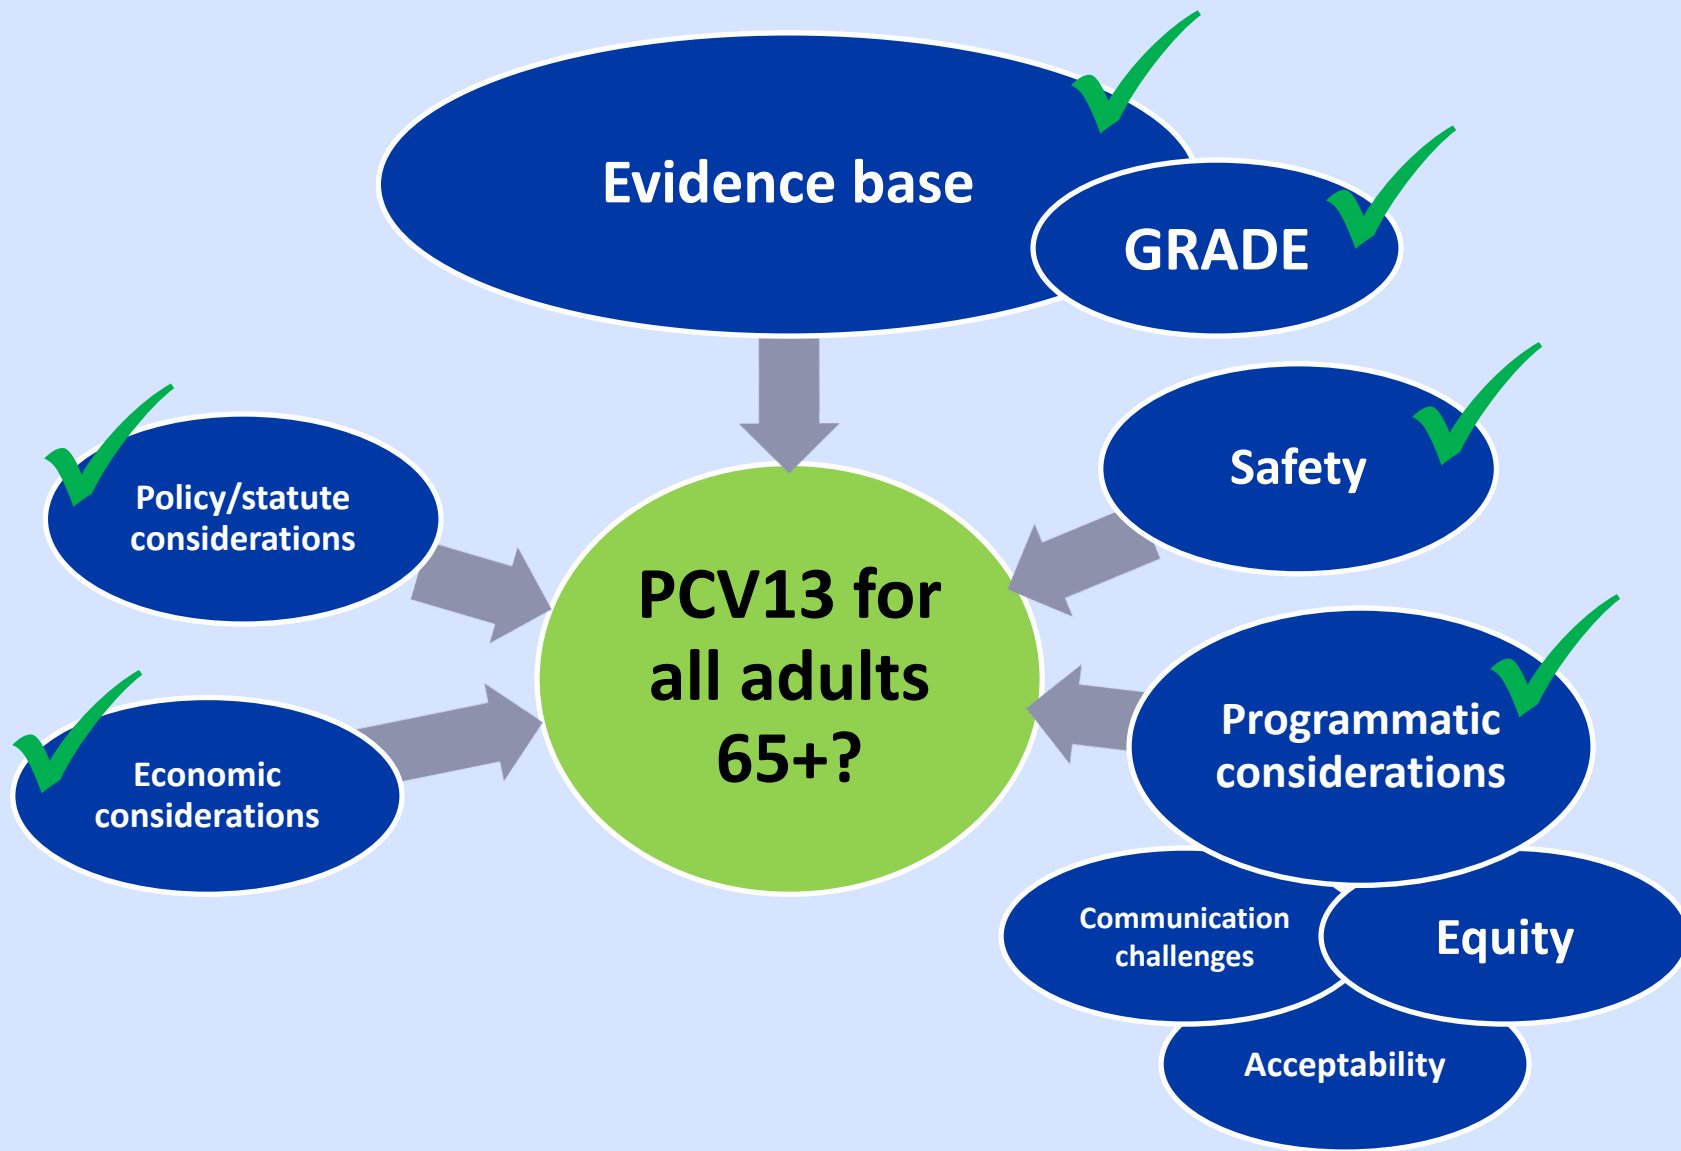 Evidence base
GRADE
Safety
Policy/statute
considerations
PCV13 for
all adults
65+?
Programmatic
considerations
Economic
considerations
Communication
challenges
Equity
Acceptability